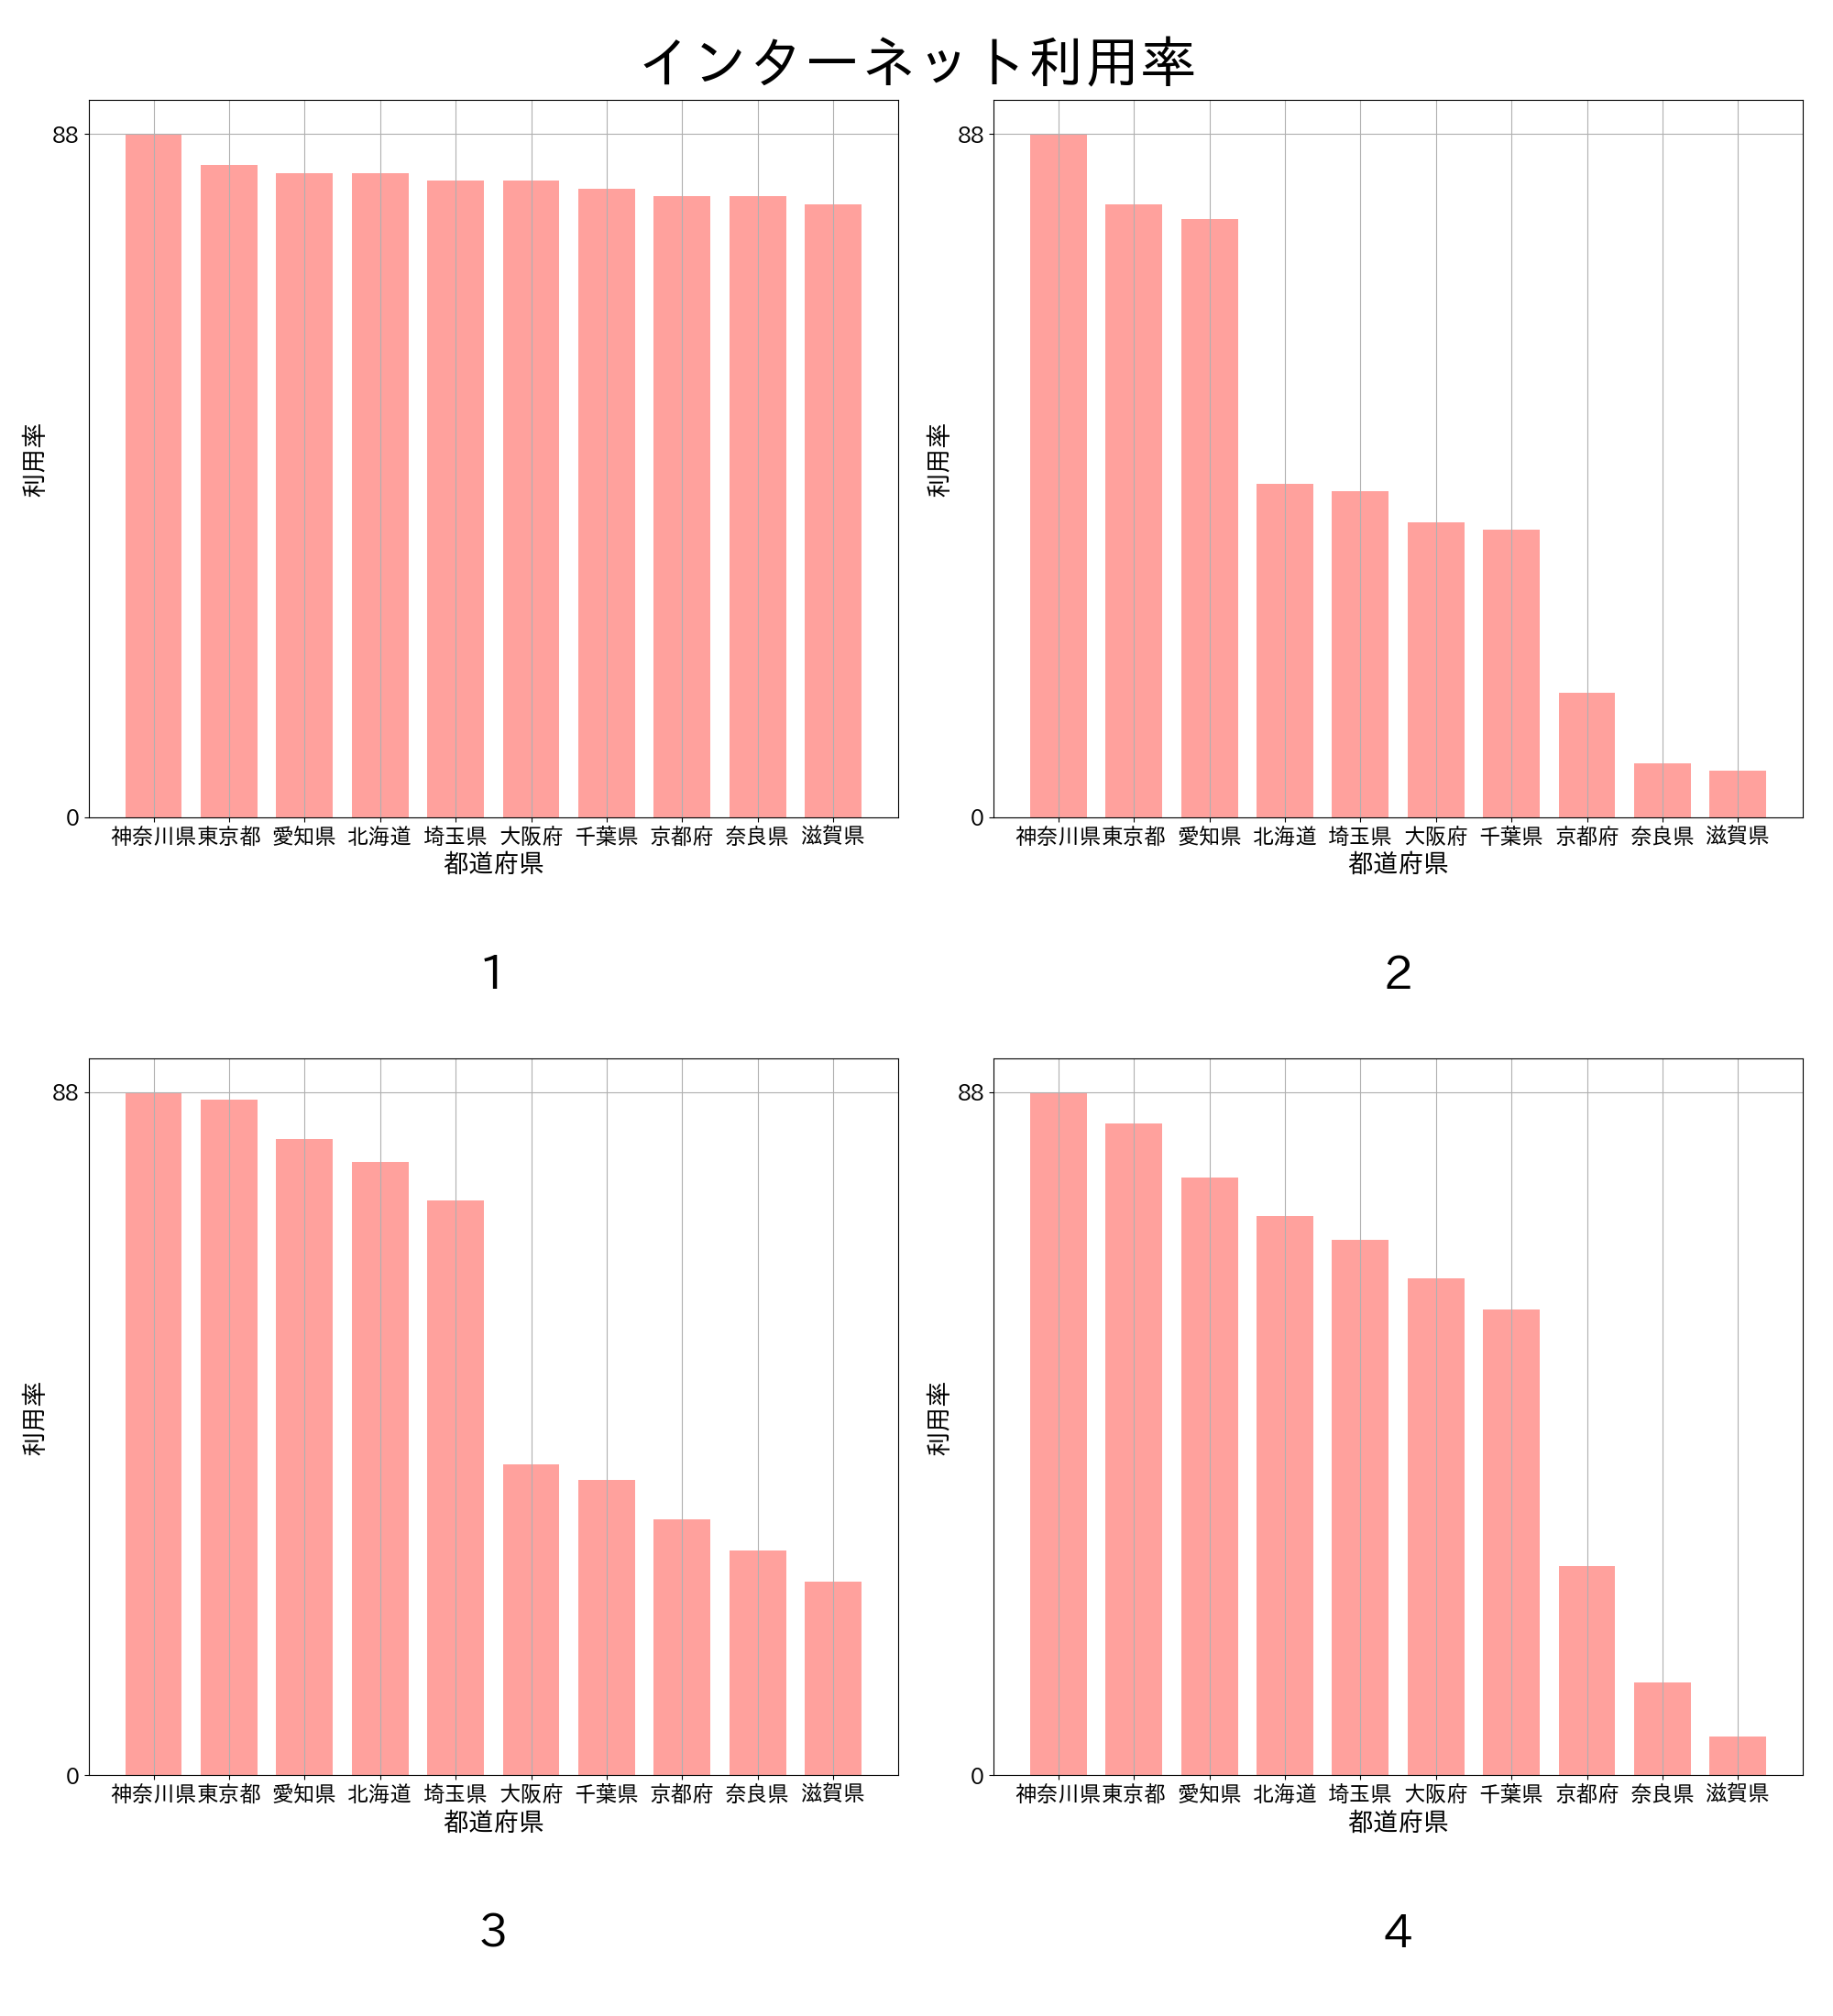 インターネット利用率
88
0
利用率
神奈川県 東京都 愛知県 北海道 埼玉県 大阪府 千葉県 京都府 奈良県 滋賀県
都道府県
1
88
0
利用率
神奈川県 東京都 愛知県 北海道 埼玉県 大阪府 千葉県 京都府 奈良県 滋賀県
都道府県
2
88
0
利用率
神奈川県 東京都 愛知県 北海道 埼玉県 大阪府 千葉県 京都府 奈良県 滋賀県
都道府県
3
88
0
利用率
神奈川県 東京都 愛知県 北海道 埼玉県 大阪府 千葉県 京都府 奈良県 滋賀県
都道府県
4